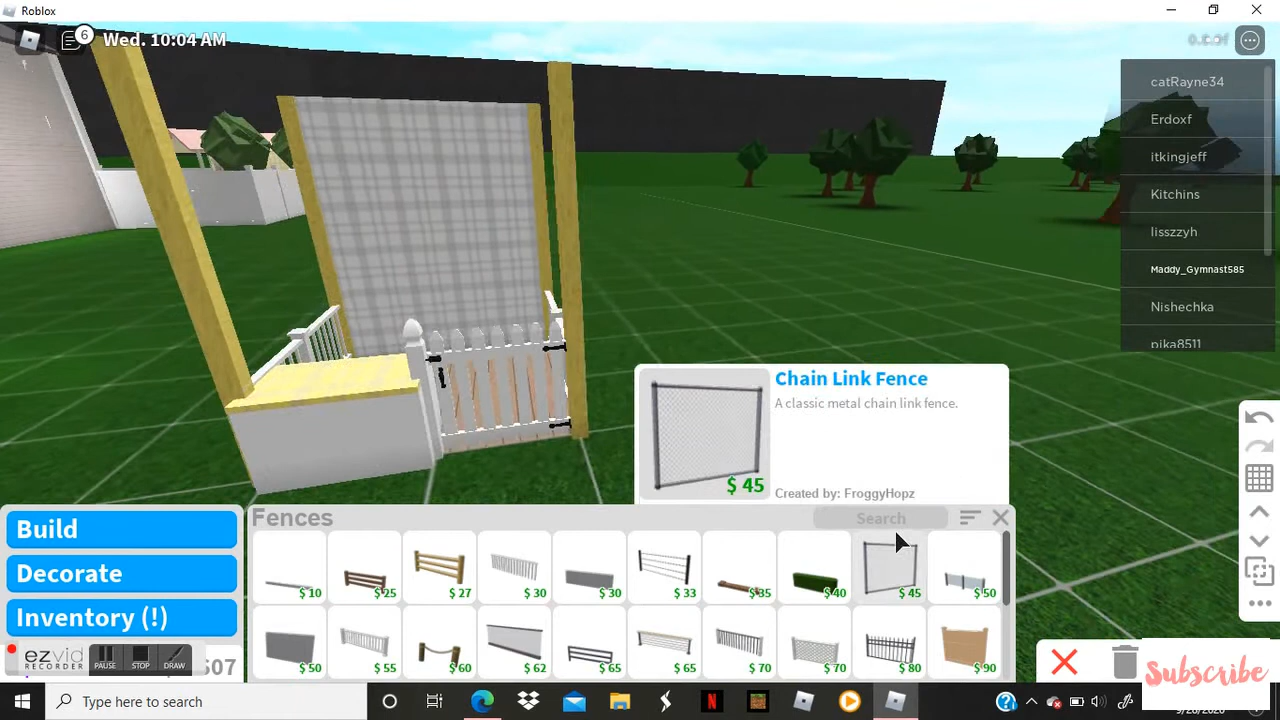 Roblox
6
Wed. 10:04 AM
catRayne34
Erdoxf
itkingjeff
Kitchins
lisszzyh
Maddy_Gymnast585
Nishechka
pika8511
Chain Link Fence
A classic metal chain link fence.
$ 45
Created by: FroggyHopz
Build
Decorate
Inventory (!)
Fences
Search
$ 10
$ 25
$ 27
$ 30
$ 30
$ 33
$ 35
$ 40
$ 45
$ 50
$ 50
$ 55
$ 60
$ 62
$ 65
$ 65
$ 70
$ 70
$ 80
$ 90
ezvid
RECORDER
PAUSE
STOP
DRAW
507
Subscribe
Type here to search